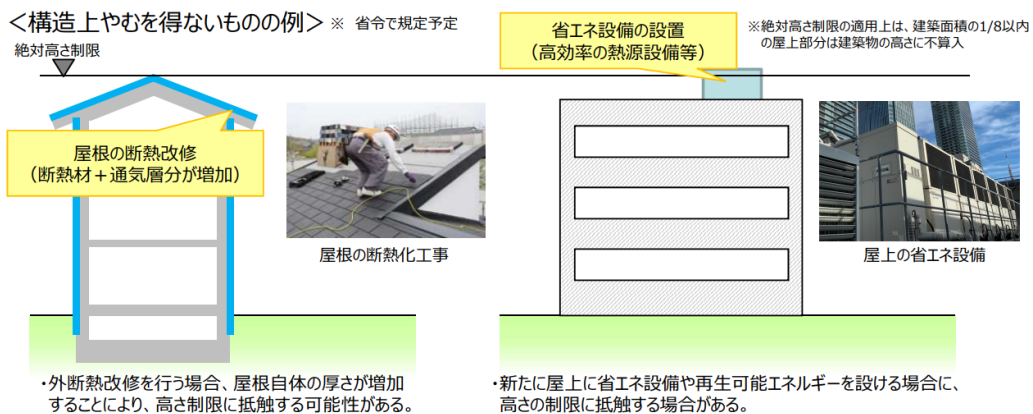 ＜構造上やむを得ないものの例＞ ※ 省令で規定予定
絶対高さ制限
屋根の断熱改修
（断熱材＋通気層分が増加）
屋根の断熱化工事
・外断熱改修を行う場合、屋根自体の厚さが増加
することにより、高さ制限に抵触する可能性がある。
省エネ設備の設置
（高効率の熱源設備等）
※絶対高さ制限の適用上は、建築面積の1/8以内
の屋上部分は建築物の高さに不算入
屋上の省エネ設備
・新たに屋上に省エネ設備や再生可能エネルギーを設ける場合に、
高さの制限に抵触する場合がある。